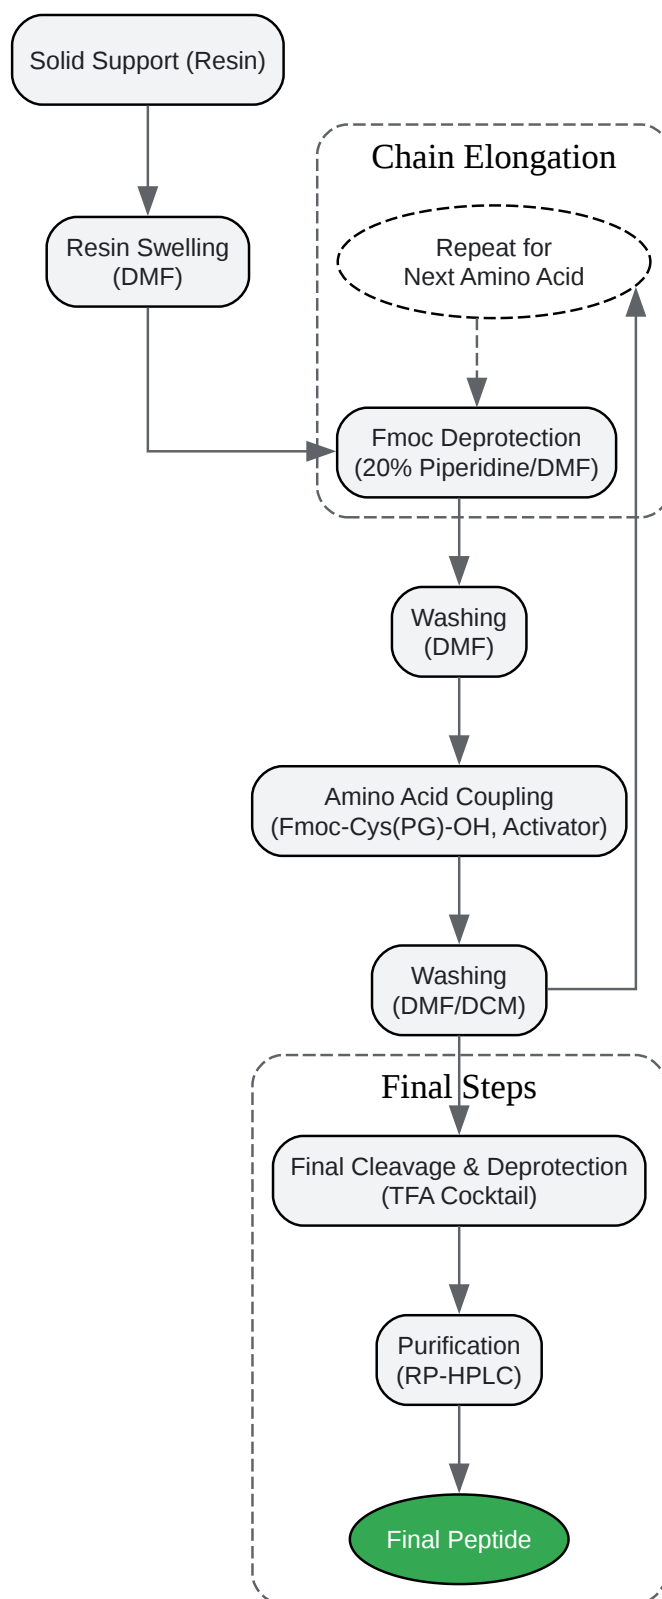 Solid Support (Resin)
Chain Elongation
Resin Swelling
(DMF)
Repeat for
Next Amino Acid
Fmoc Deprotection
(20% Piperidine/DMF)
Washing
(DMF)
Amino Acid Coupling
(Fmoc-Cys(PG)-OH, Activator)
Washing
(DMF/DCM)
Final Steps
Final Cleavage & Deprotection
(TFA Cocktail)
Purification
(RP-HPLC)
Final Peptide